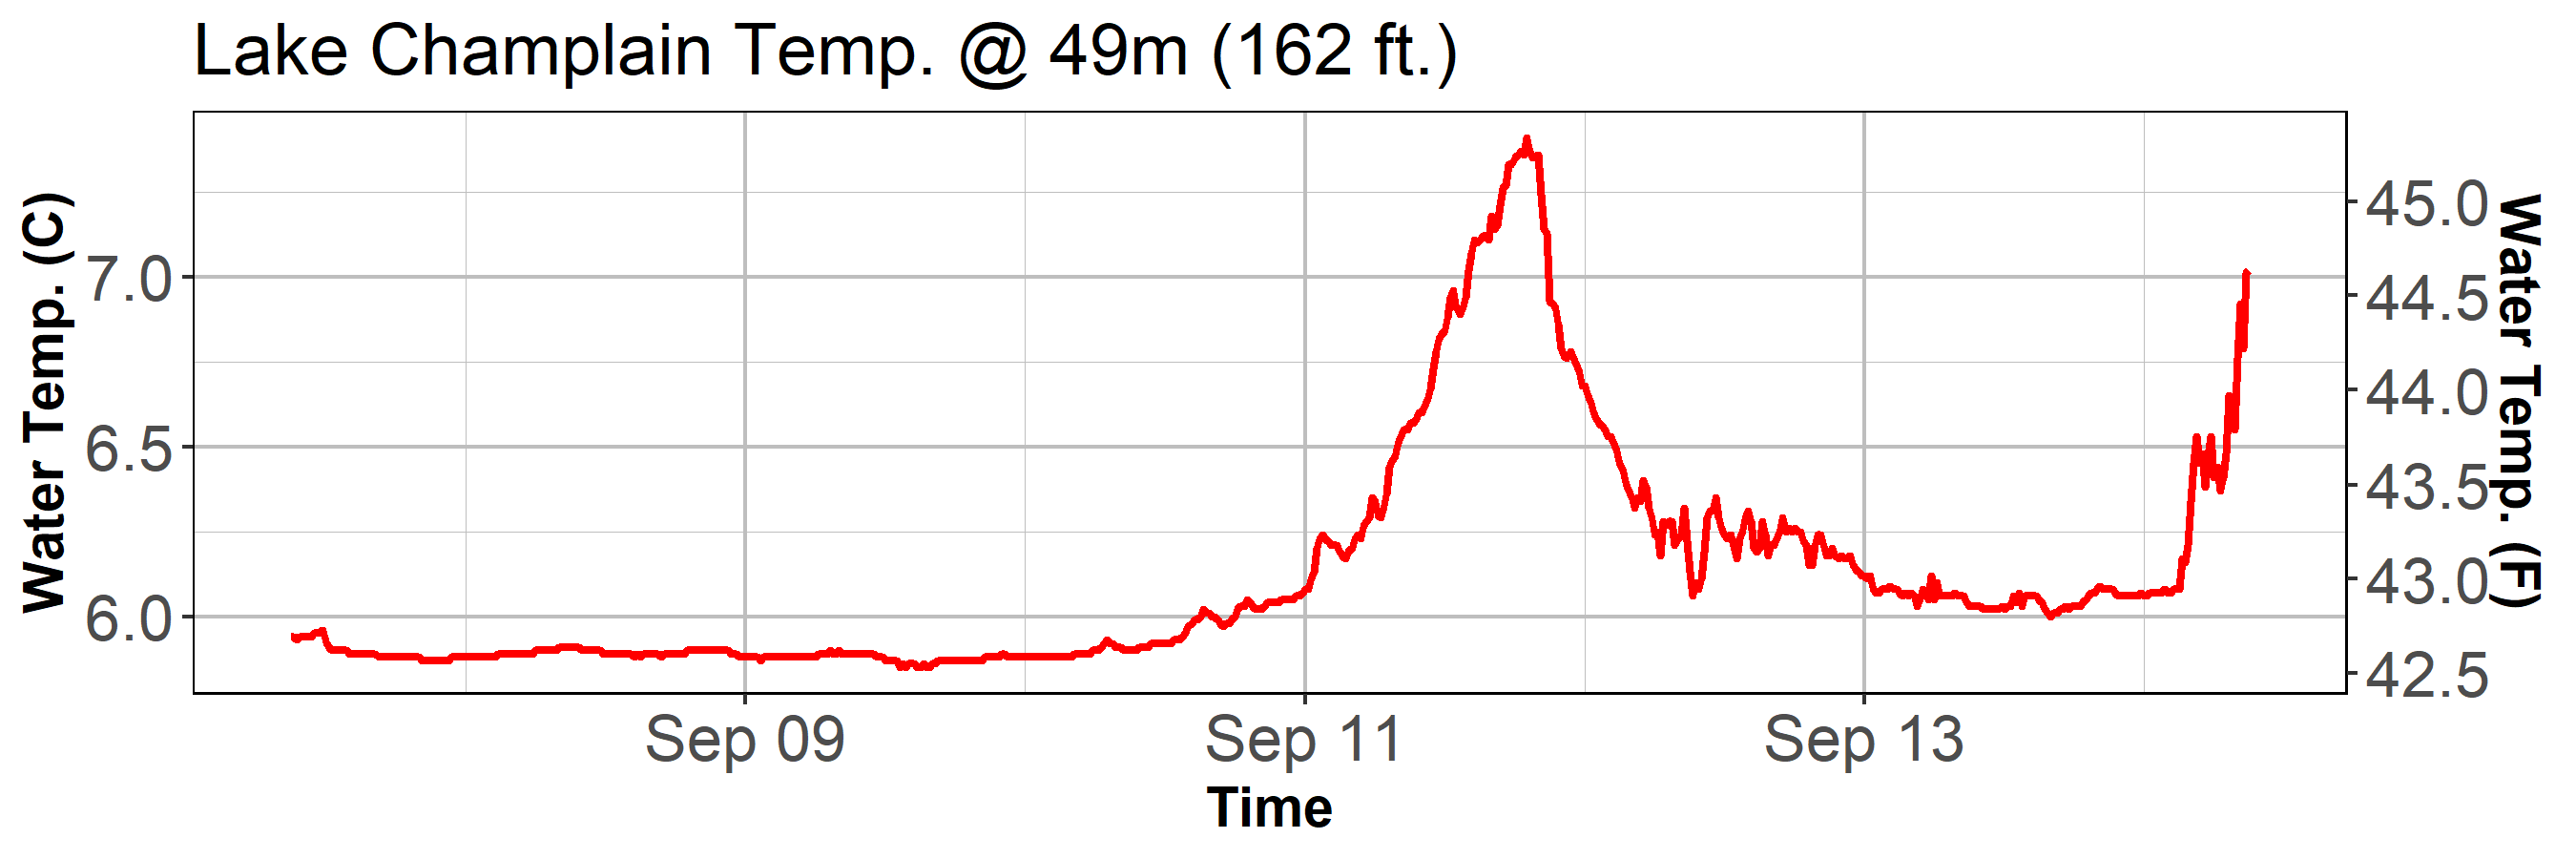 Lake Champlain Temp. @ 49m (162 ft.)
Water Temp. (C)
7.0
6.5
6.0
45.0
44.5
44.0
43.5
43.0
42.5
Water Temp. (F)
Sep 09
Sep 11
Sep 13
Time